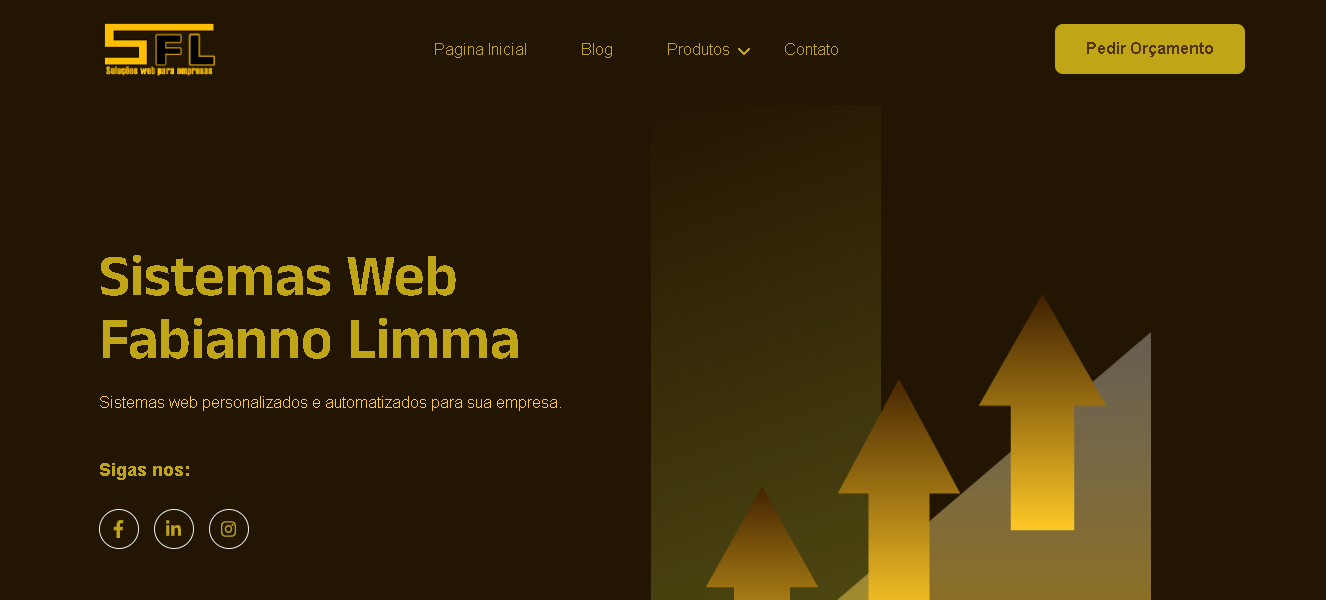 SFL
Soluções web para empresas
Pagina Inicial
Blog
Produtos
Contato
Pedir Orçamento
Sistemas Web
Fabianno Limma
Sistemas web personalizados e automatizados para sua empresa.
Sigas nos: